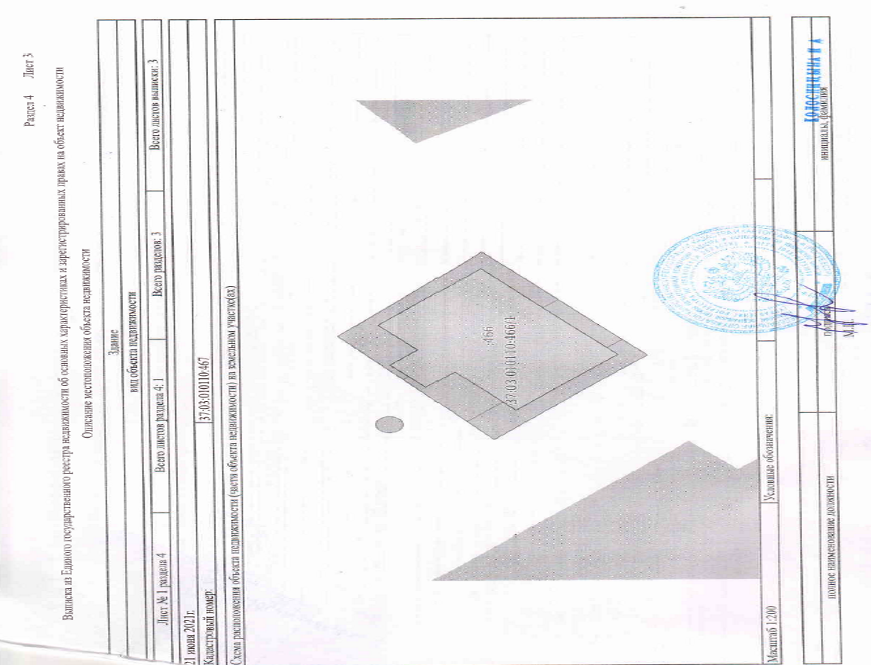 Раздел 4 Лист 3
Выписка из Единого государственного реестра недвижимости об основных характеристиках и зарегистрированных правах на объект недвижимости
Описание местоположения объекта недвижимости
Здание
вид объекта недвижимости
Лист № 1 раздела 4 Всего листов раздела 4: 1 Всего разделов: 3 Всего листов выписки: 3
21 июня 2021г.
Кадастровый номер: 37:03:010110:467
Схема расположения объекта недвижимости (части объекта недвижимости) на земельном участке(ах)
:466
37:03:010110:466/1
Масштаб 1:200 Условные обозначения:
КОЛОСНИЦЫНА И А
полное наименование должности подпись инициалы, фамилия
М.П.